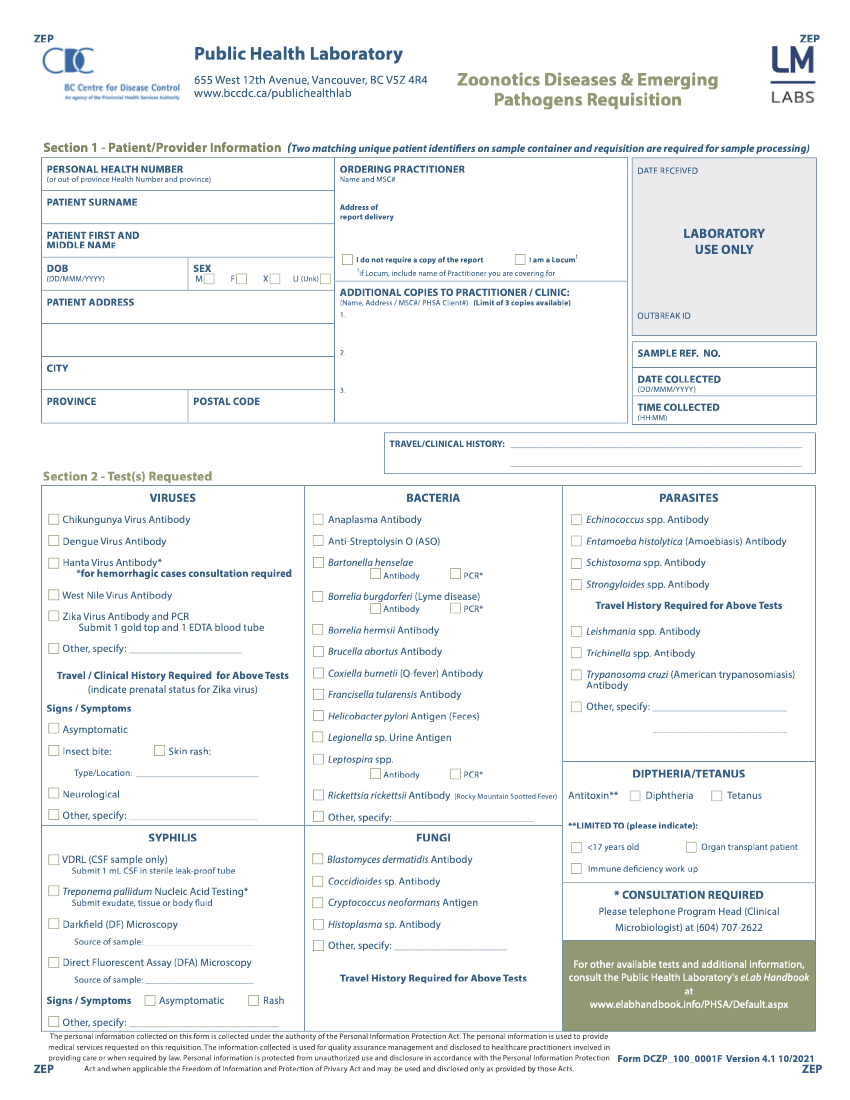 ZEP
ZEP
Public Health Laboratory
655 West 12th Avenue, Vancouver, BC V5Z 4R4
www.bccdc.ca/publichealthlab
BC Centre for Disease Control
An agency of the Provincial Health Services Authority
Zoonotics Diseases & Emerging
Pathogens Requisition
LM
LABS
Section 1 - Patient/Provider Information (Two matching unique patient identifiers on sample container and requisition are required for sample processing)
PERSONAL HEALTH NUMBER
(or out-of province Health Number and province)
PATIENT SURNAME
PATIENT FIRST AND
MIDDLE NAME
DOB
(DD/MMM/YYYY)
SEX
M F X U (Unk)
PATIENT ADDRESS
CITY
PROVINCE
POSTAL CODE
ORDERING PRACTITIONER
Name and MSC#
Address of
report delivery
I do not require a copy of the report
I am a Locum†
†If Locum, include name of Practitioner you are covering for
ADDITIONAL COPIES TO PRACTITIONER / CLINIC:
(Name, Address / MSC#/ PHSA Client#) (Limit of 3 copies available)
1.
2.
3.
DATE RECEIVED
LABORATORY
USE ONLY
OUTBREAK ID
SAMPLE REF. NO.
DATE COLLECTED
(DD/MMM/YYYY)
TIME COLLECTED
(HH:MM)
TRAVEL/CLINICAL HISTORY:
Section 2 - Test(s) Requested
VIRUSES
Chikungunya Virus Antibody
Dengue Virus Antibody
Hanta Virus Antibody*
*for hemorrhagic cases consultation required
West Nile Virus Antibody
Zika Virus Antibody and PCR
Submit 1 gold top and 1 EDTA blood tube
Other, specify:
Travel / Clinical History Required for Above Tests
(indicate prenatal status for Zika virus)
Signs / Symptoms
Asymptomatic
Insect bite: Skin rash:
Type/Location:
Neurological
Other, specify:
SYPHILIS
VDRL (CSF sample only)
Submit 1 mL CSF in sterile leak-proof tube
Treponema pallidum Nucleic Acid Testing*
Submit exudate, tissue or body fluid
Darkfield (DF) Microscopy
Source of sample:
Direct Fluorescent Assay (DFA) Microscopy
Source of sample:
Signs / Symptoms Asymptomatic Rash
Other, specify:
BACTERIA
Anaplasma Antibody
Anti-Streptolysin O (ASO)
Bartonella henselae
Antibody PCR*
Borrelia burgdorferi (Lyme disease)
Antibody PCR*
Borrelia hermsii Antibody
Brucella abortus Antibody
Coxiella burnetii (Q-fever) Antibody
Francisella tularensis Antibody
Helicobacter pylori Antigen (Feces)
Legionella sp. Urine Antigen
Leptospira spp.
Antibody PCR*
Rickettsia rickettsii Antibody (Rocky Mountain Spotted Fever)
Other, specify:
FUNGI
Blastomyces dermatidis Antibody
Coccidioides sp. Antibody
Cryptococcus neoformans Antigen
Histoplasma sp. Antibody
Other, specify:
Travel History Required for Above Tests
PARASITES
Echinococcus spp. Antibody
Entamoeba histolytica (Amoebiasis) Antibody
Schistosoma spp. Antibody
Strongyloides spp. Antibody
Travel History Required for Above Tests
Leishmania spp. Antibody
Trichinella spp. Antibody
Trypanosoma cruzi (American trypanosomiasis)
Antibody
Other, specify:
DIPTHERIA/TETANUS
Antitoxin** Diphtheria Tetanus
**LIMITED TO (please indicate):
<17 years old Organ transplant patient
Immune deficiency work up
* CONSULTATION REQUIRED
Please telephone Program Head (Clinical
Microbiologist) at (604) 707-2622
For other available tests and additional information,
consult the Public Health Laboratory's eLab Handbook
at
www.elabhandbook.info/PHSA/Default.aspx
The personal information collected on this form is collected under the authority of the Personal Information Protection Act. The personal information is used to provide
medical services requested on this requisition. The information collected is used for quality assurance management and disclosed to healthcare practitioners involved in
providing care or when required by law. Personal information is protected from unauthorized use and disclosure in accordance with the Personal Information Protection
Act and when applicable the Freedom of Information and Protection of Privacy Act and may be used and disclosed only as provided by those Acts.
Form DCZP_100_0001F Version 4.1 10/2021
ZEP
ZEP